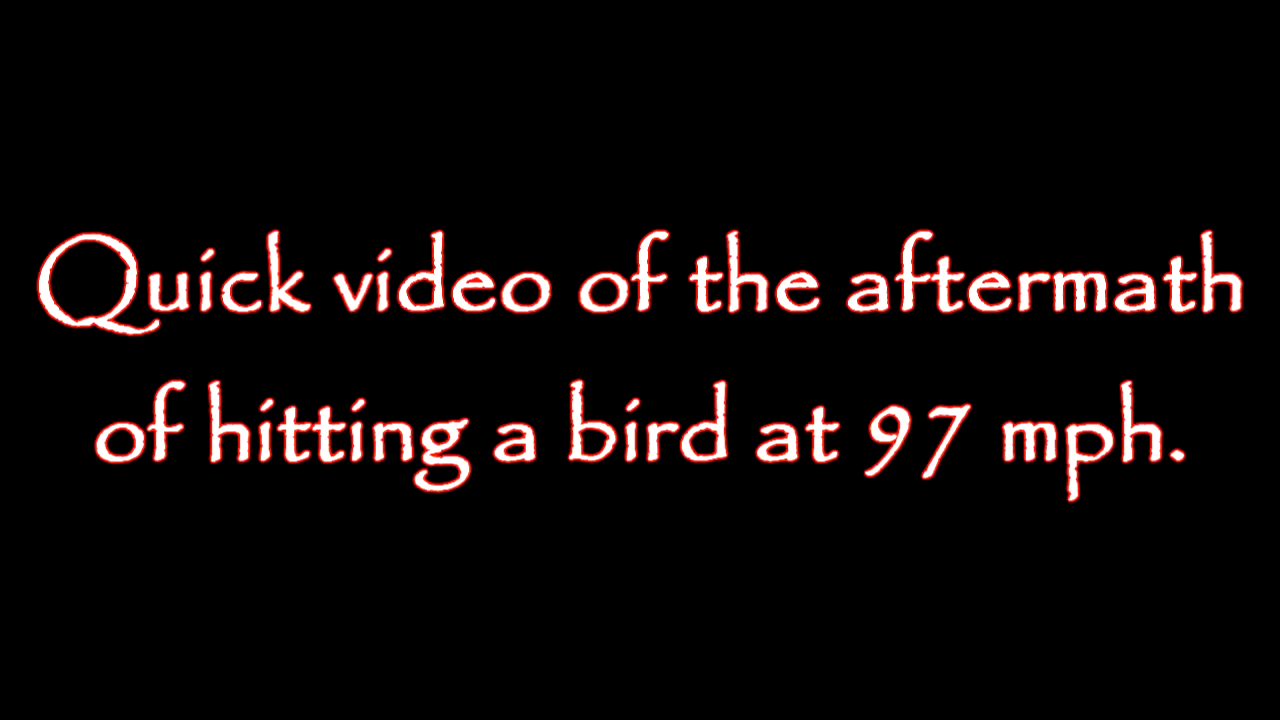 Quick video of the aftermath
of hitting a bird at 97 mph.